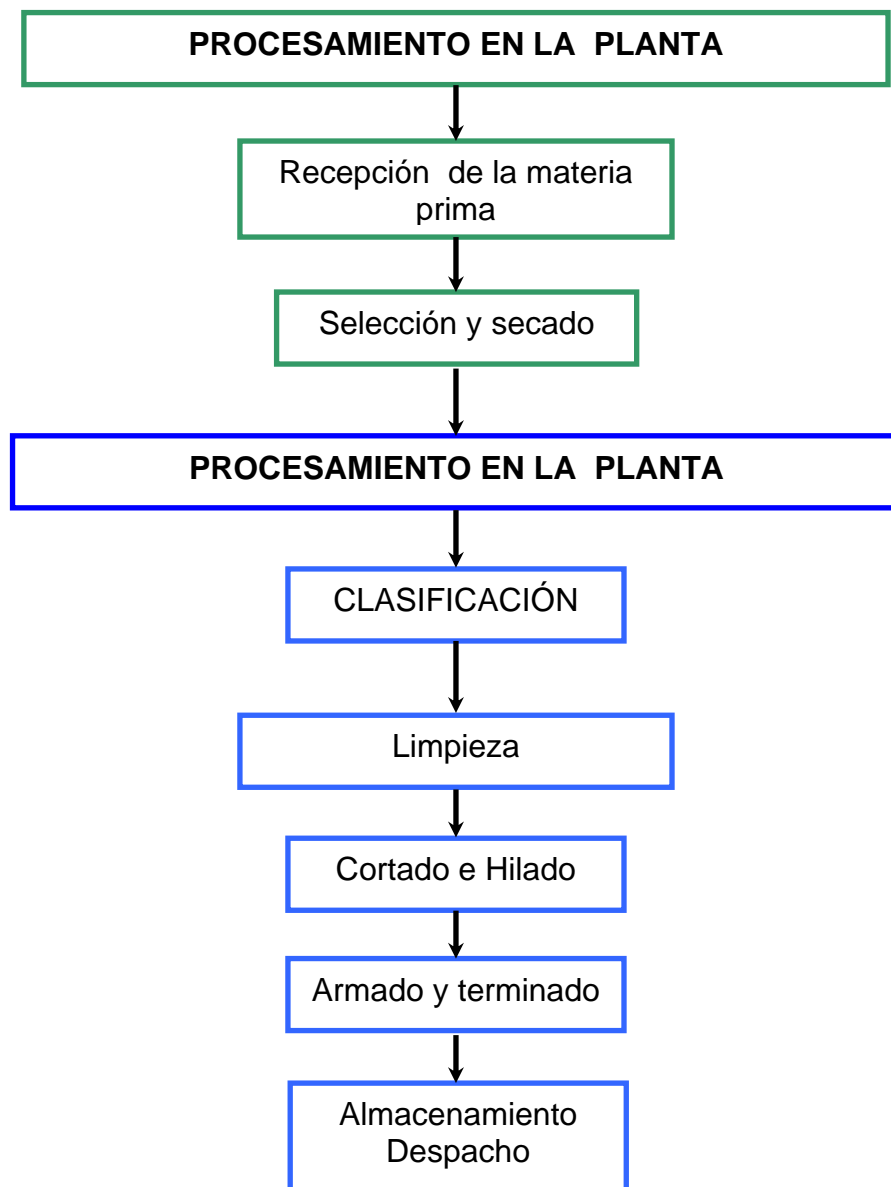 PROCESAMIENTO EN LA  PLANTA
Recepción  de la materia
prima
Selección y secado
PROCESAMIENTO EN LA  PLANTA
CLASIFICACIÓN
Limpieza
Cortado e Hilado
Armado y terminado
Almacenamiento
Despacho